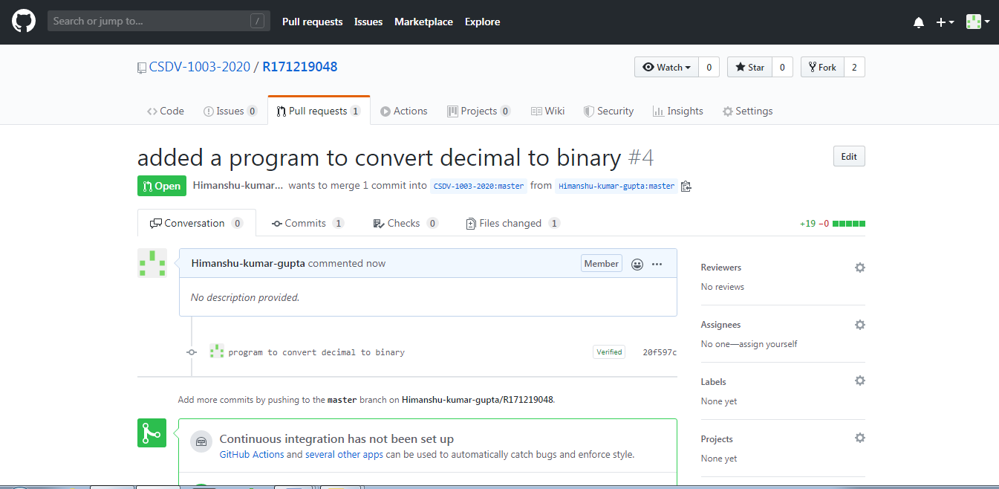 Search or jump to... /
Pull requests Issues Marketplace Explore
CSDV-1003-2020 / R171219048
Watch 0 Star 0 Fork 2
Code Issues 0 Pull requests 1 Actions Projects 0 Wiki Security Insights Settings
added a program to convert decimal to binary #4
Edit
Open Himanshu-kumar... wants to merge 1 commit into CSDV-1003-2020:master from Himanshu-kumar-gupta:master
Conversation 0 Commits 1 Checks 0 Files changed 1 +19 −0
Himanshu-kumar-gupta commented now Member
No description provided.
program to convert decimal to binary Verified 20f597c
Add more commits by pushing to the master branch on Himanshu-kumar-gupta/R171219048.
Continuous integration has not been set up
GitHub Actions and several other apps can be used to automatically catch bugs and enforce style.
Reviewers
No reviews
Assignees
No one—assign yourself
Labels
None yet
Projects
None yet